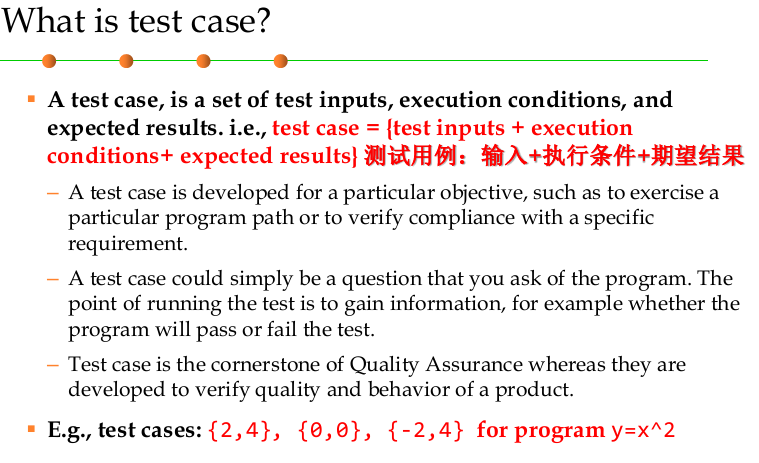 What is test case?
A test case, is a set of test inputs, execution conditions, and
expected results. i.e., test case = {test inputs + execution
conditions+ expected results} 测试用例：输入+执行条件+期望结果
– A test case is developed for a particular objective, such as to exercise a
particular program path or to verify compliance with a specific
requirement.
– A test case could simply be a question that you ask of the program. The
point of running the test is to gain information, for example whether the
program will pass or fail the test.
– Test case is the cornerstone of Quality Assurance whereas they are
developed to verify quality and behavior of a product.
E.g., test cases: {2,4}, {0,0}, {-2,4} for program y=x^2